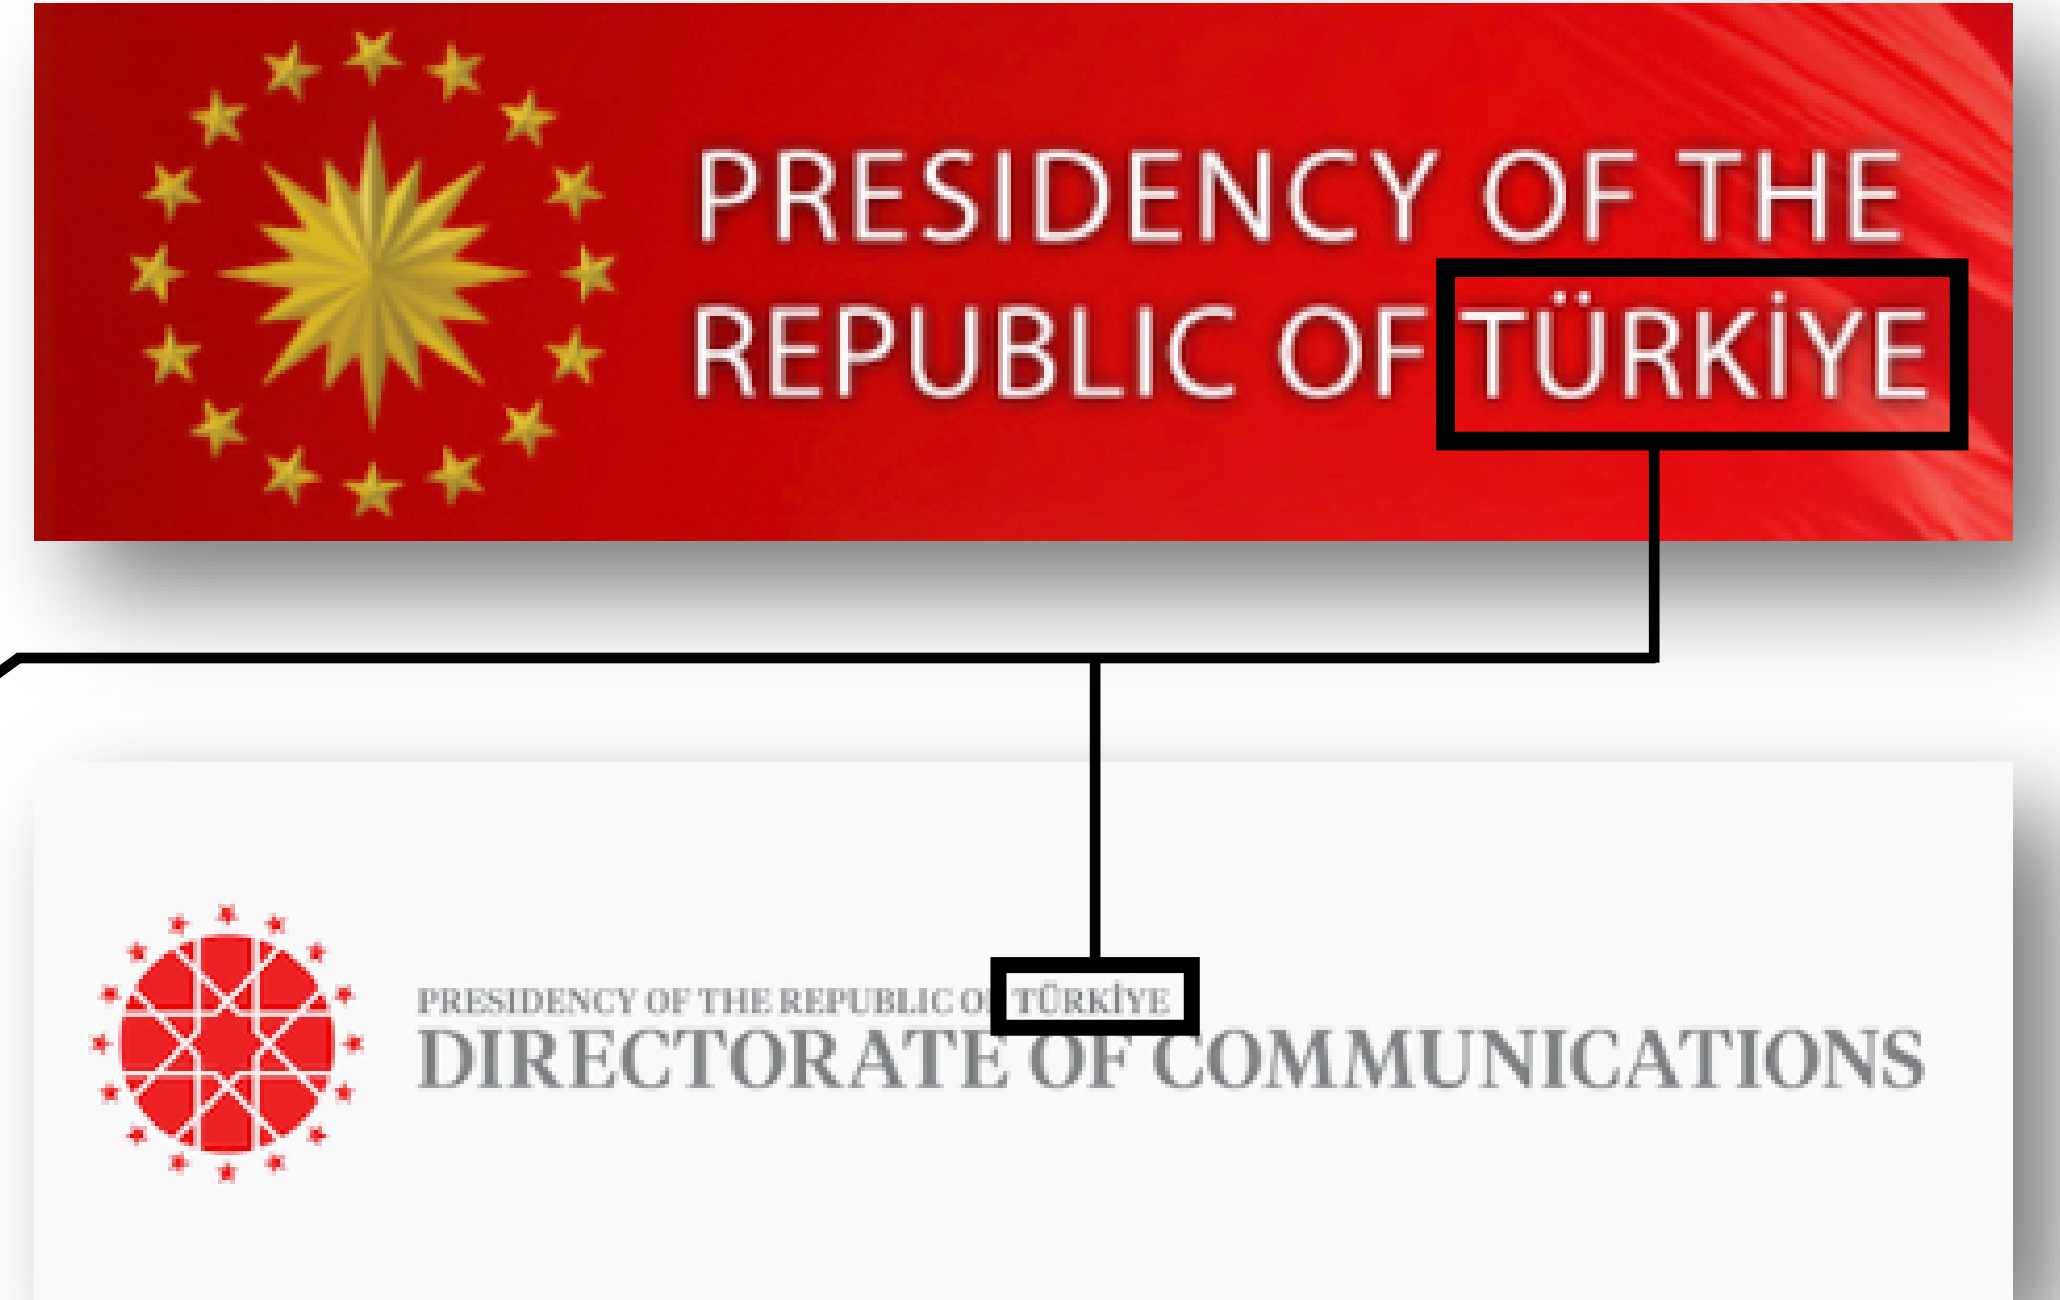 PRESIDENCY OF THE
REPUBLIC OF TÜRKİYE
PRESIDENCY OF THE REPUBLIC OF TÜRKİYE
DIRECTORATE OF COMMUNICATIONS